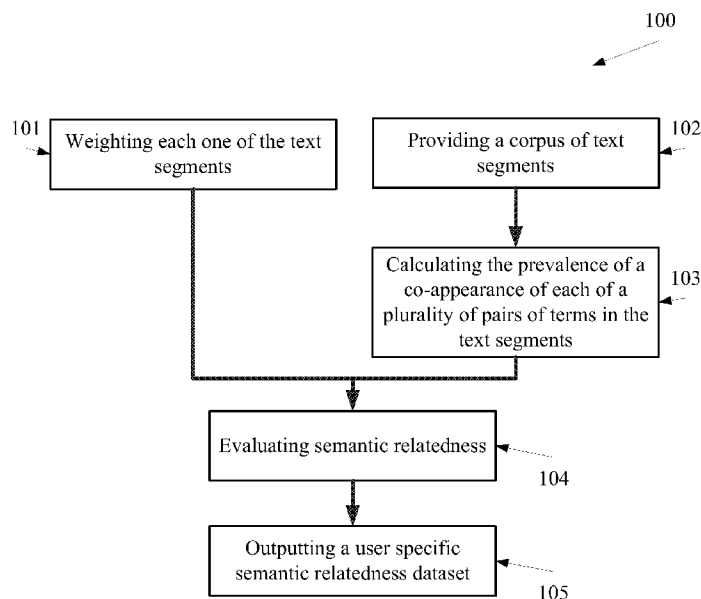 100
101
Weighting each one of the text
segments
Providing a corpus of text
segments
102
Calculating the prevalence of a
co-appearance of each of a
plurality of pairs of terms in the
text segments
103
Evaluating semantic relatedness
104
Outputting a user specific
semantic relatedness dataset
105